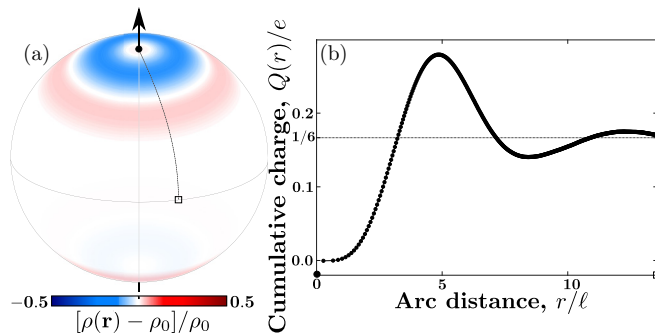 (a)
−0.5
0.5
[ρ(r) − ρ₀]/ρ₀
(b)
Cumulative charge, Q(r)/e
0.2
1/6
0.1
0.0
0
5
10
Arc distance, r/ℓ